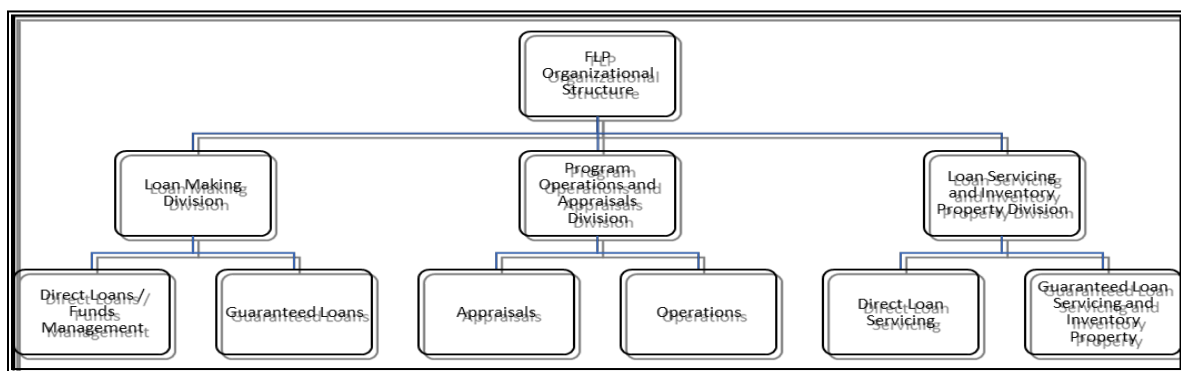 FLP
Organizational
Structure
Loan Making
Division
Program
Operations and
Appraisals
Division
Loan Servicing
and Inventory
Property Division
Direct Loans /
Funds
Management
Guaranteed Loans
Appraisals
Operations
Direct Loan
Servicing
Guaranteed Loan
Servicing and
Inventory
Property